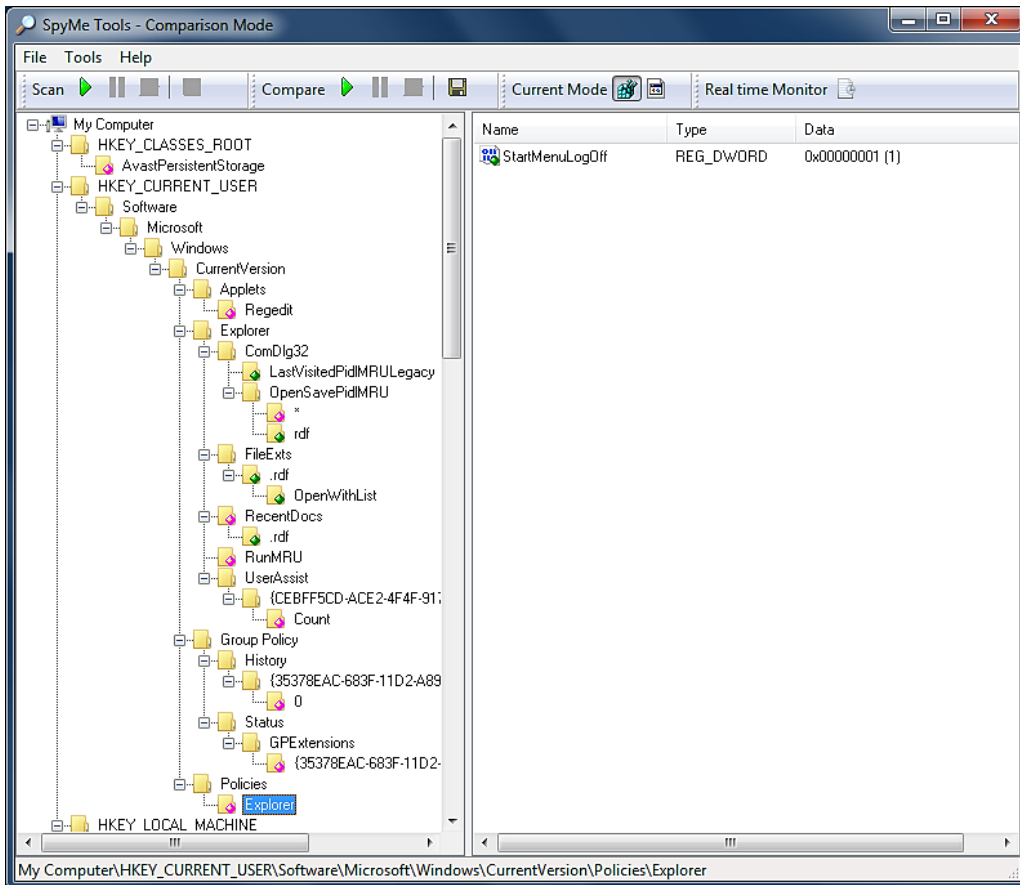 SpyMe Tools - Comparison Mode
File Tools Help
Scan Compare Current Mode Real time Monitor
My Computer
HKEY_CLASSES_ROOT
AvastPersistentStorage
HKEY_CURRENT_USER
Software
Microsoft
Windows
CurrentVersion
Applets
Regedit
Explorer
ComDlg32
LastVisitedPidlMRULegacy
OpenSavePidlMRU
*
rdf
FileExts
.rdf
OpenWithList
RecentDocs
.rdf
RunMRU
UserAssist
{CEBFF5CD-ACE2-4F4F-917
Count
Group Policy
History
{35378EAC-683F-11D2-A89
0
Status
GPExtensions
{35378EAC-683F-11D2-
Policies
Explorer
HKEY_LOCAL_MACHINE
Name Type Data
StartMenuLogOff REG_DWORD 0x00000001 (1)
My Computer\HKEY_CURRENT_USER\Software\Microsoft\Windows\CurrentVersion\Policies\Explorer